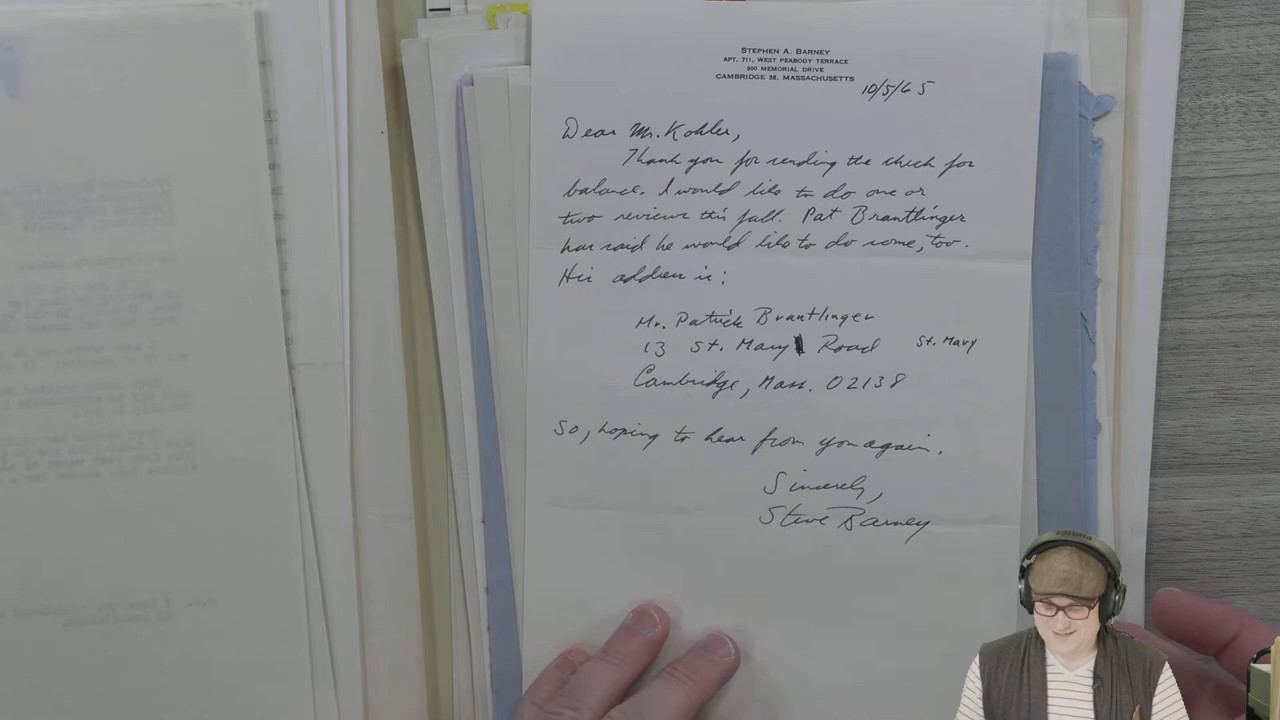 STEPHEN A. BARNEY
APT. 711, WEST PEABODY TERRACE
900 MEMORIAL DRIVE
CAMBRIDGE 38, MASSACHUSETTS
10/5/65
Dear Mr. Kohler,
Thank you for sending the check for
balance. I would like to do one or
two reviews this fall. Pat Brantlinger
has said he would like to do some, too.
His address is:
Mr. Patrick Brantlinger
13 St. Mary Road St. Mary
Cambridge, Mass. 02138
So, hoping to hear from you again.
Sincerely,
Steve Barney